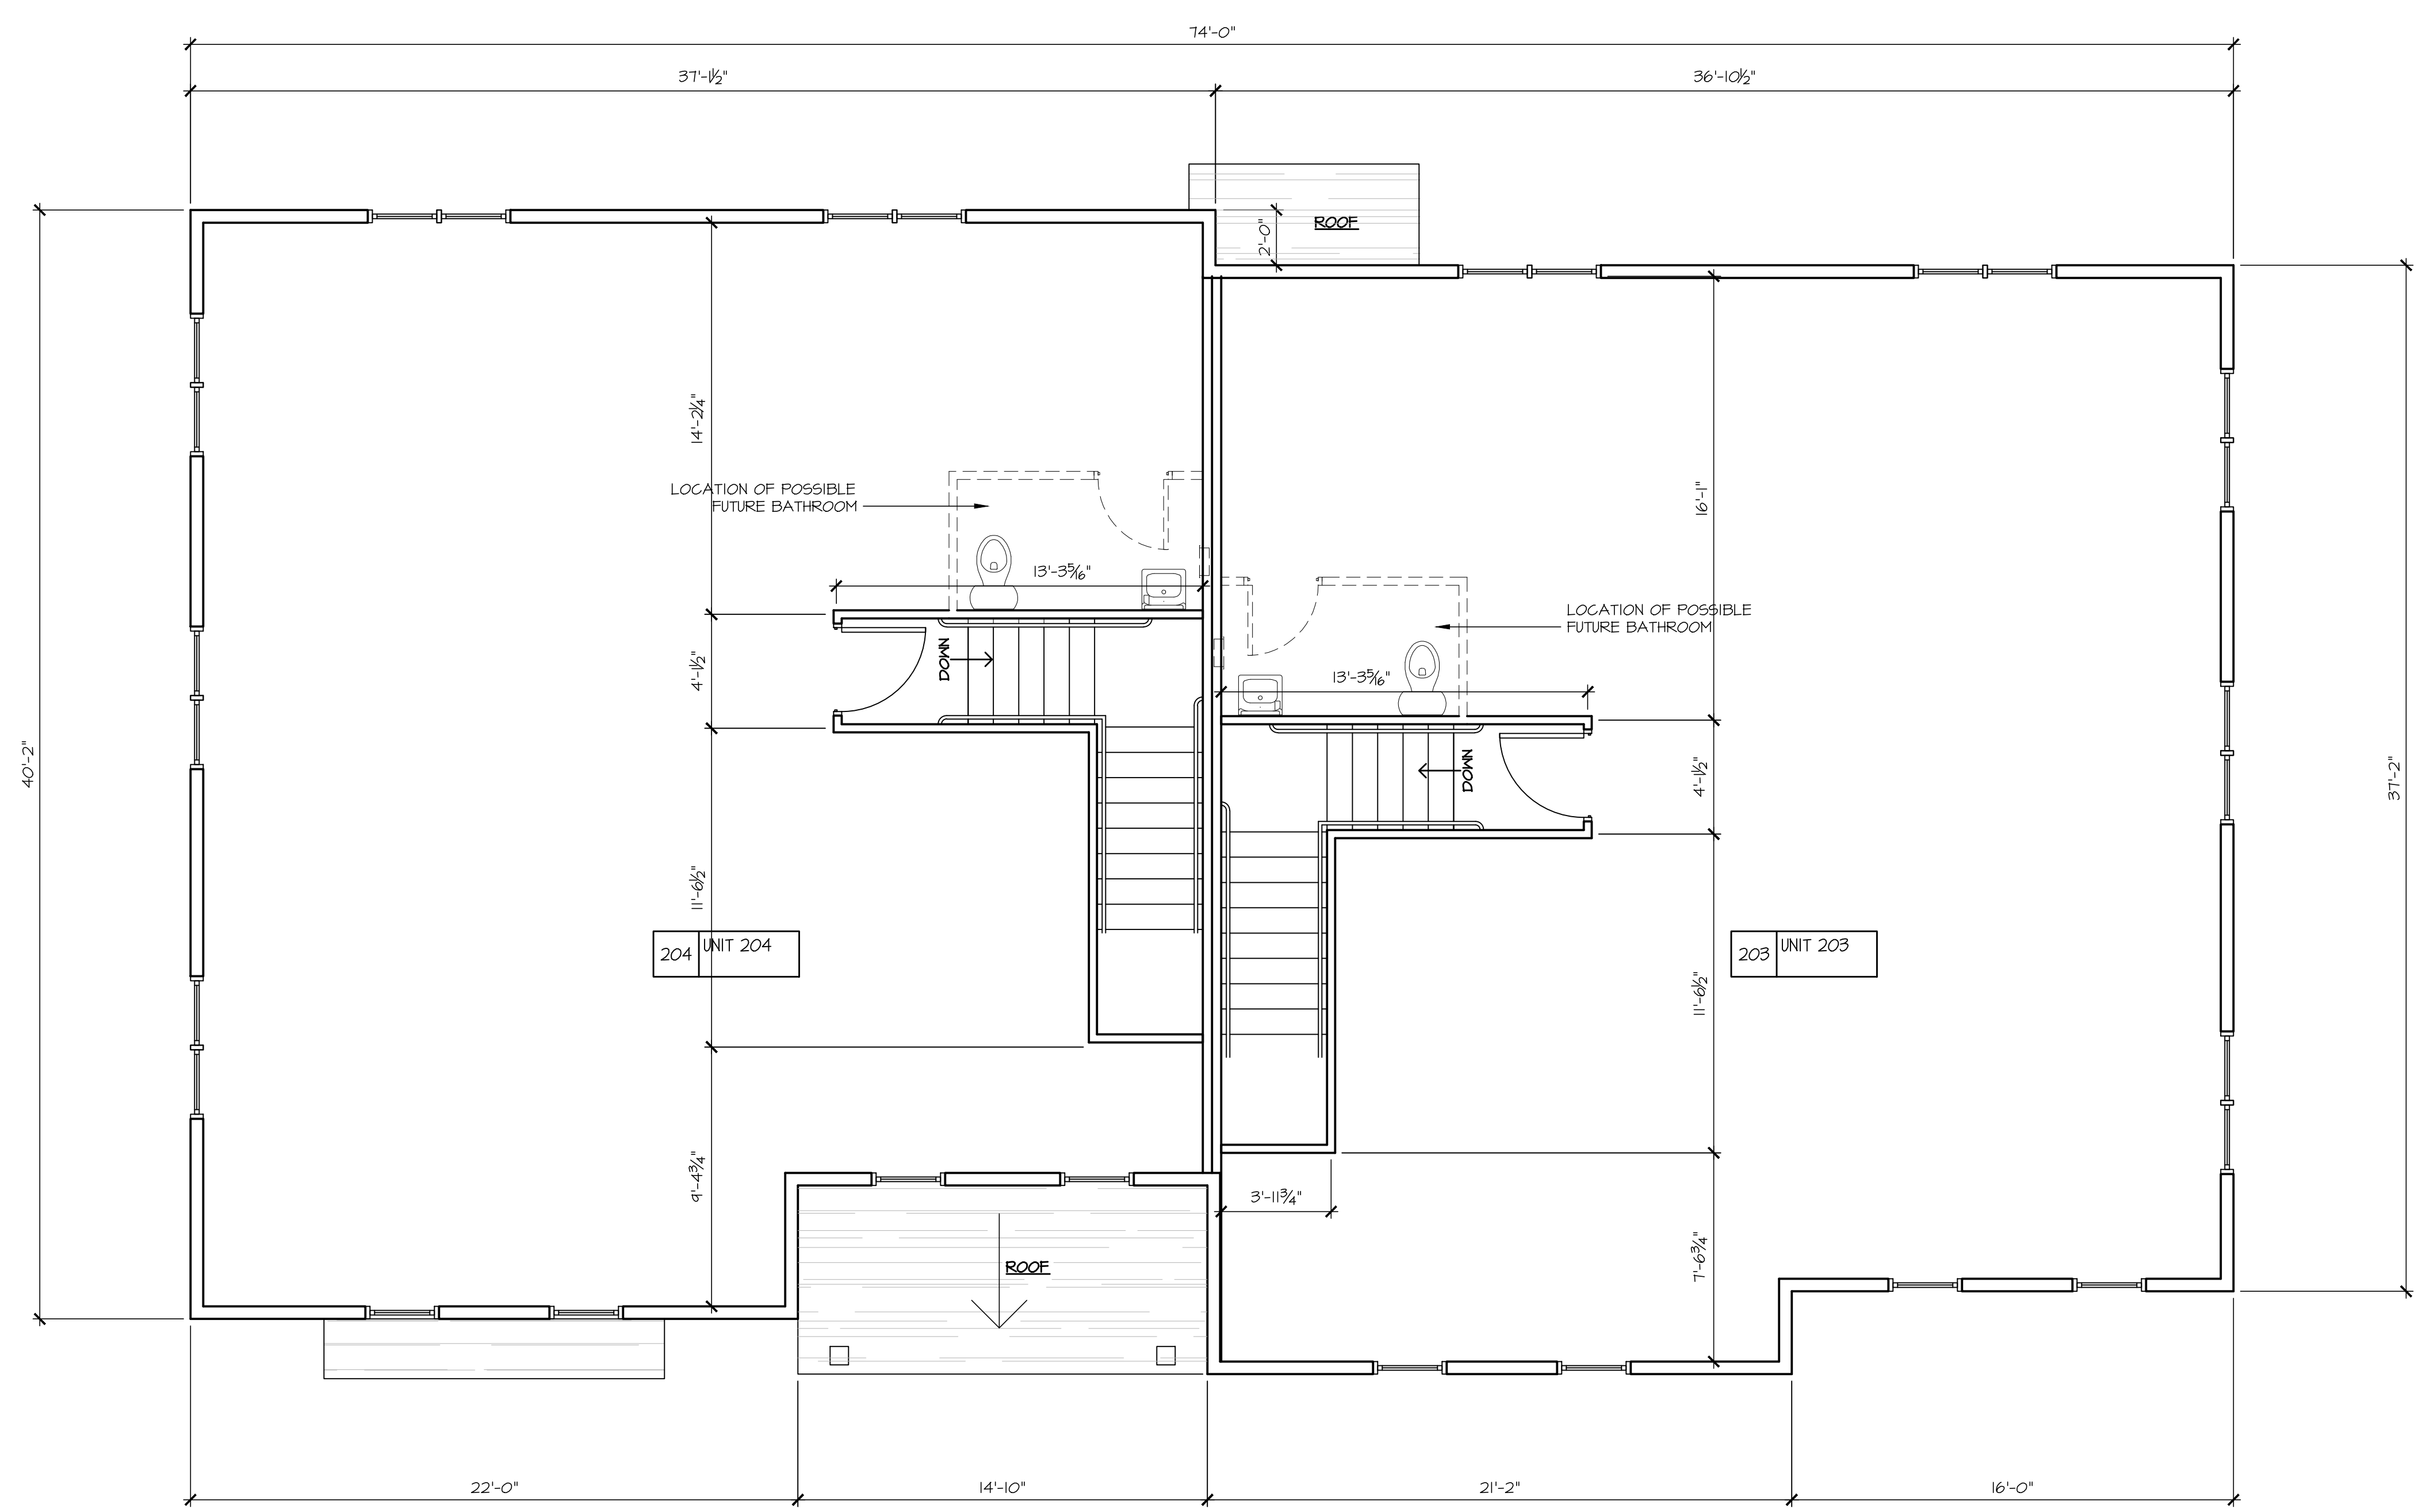 74'-0"
37'-1½"
36'-10½"
2'-0"
ROOF
14'-2¼"
LOCATION OF POSSIBLE
FUTURE BATHROOM
16'-1"
13'-3⁵⁄₁₆"
LOCATION OF POSSIBLE
FUTURE BATHROOM
DOWN
4'-1½"
13'-3⁵⁄₁₆"
40'-2"
DOWN
4'-1½"
37'-2"
11'-6½"
204
UNIT 204
203
UNIT 203
11'-6½"
9'-4¾"
3'-11¾"
ROOF
7'-6¾"
22'-0"
14'-10"
21'-2"
16'-0"